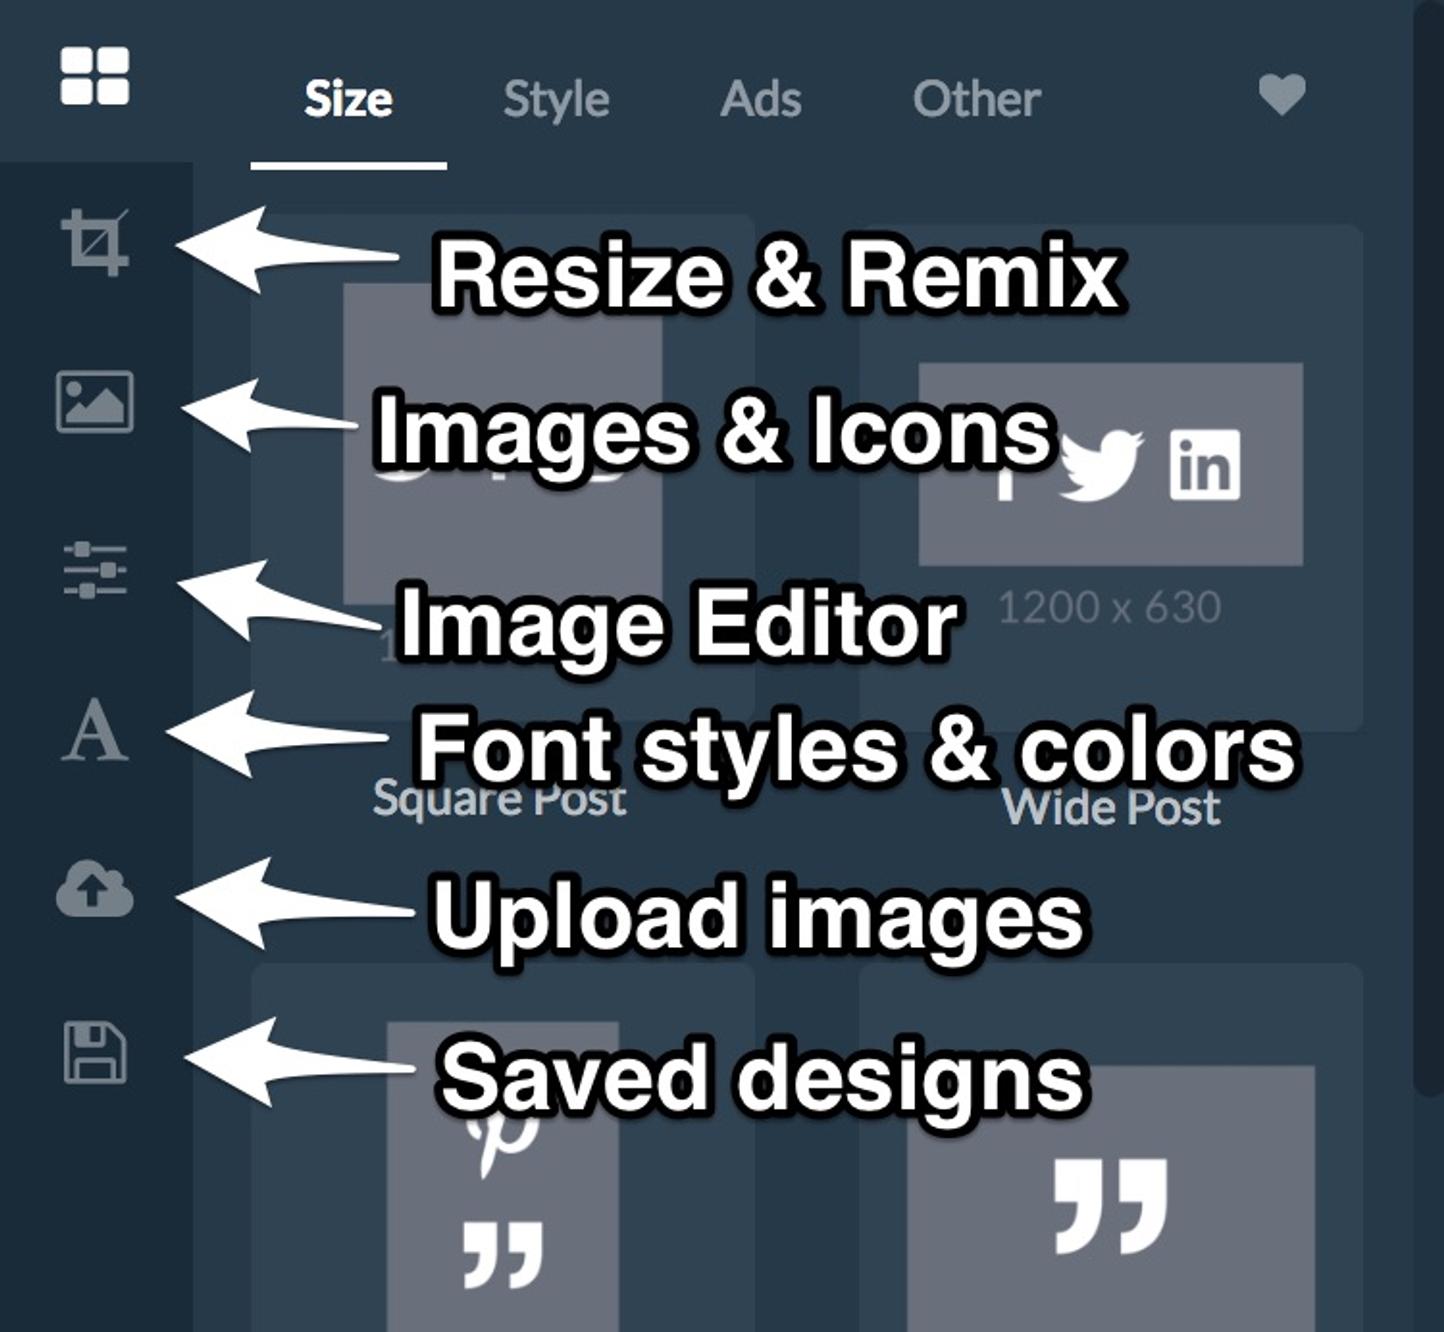 Size Style Ads Other
Resize & Remix
Images & Icons
in
1200 x 630
Image Editor
Font styles & colors
Square Post
Wide Post
Upload images
Saved designs